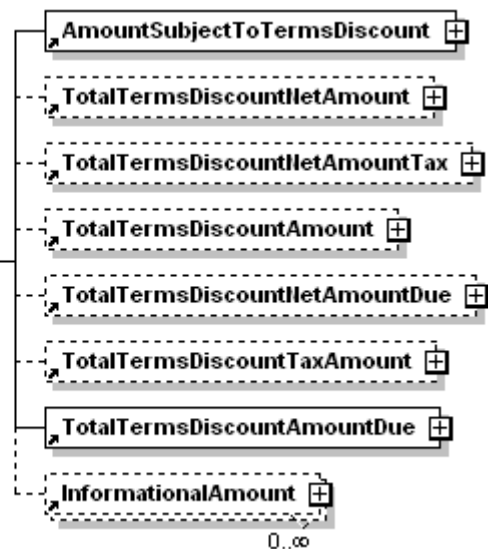 AmountSubjectToTermsDiscount
TotalTermsDiscountNetAmount
TotalTermsDiscountNetAmountTax
TotalTermsDiscountAmount
TotalTermsDiscountNetAmountDue
TotalTermsDiscountTaxAmount
TotalTermsDiscountAmountDue
InformationalAmount
0..∞